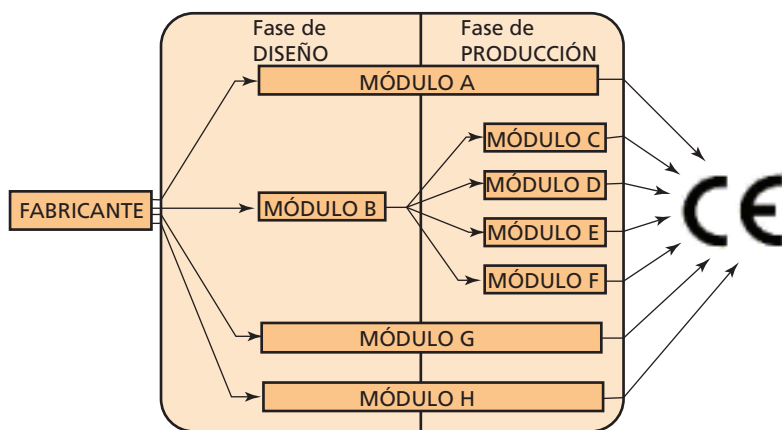 Fase de
DISEÑO
Fase de
PRODUCCIÓN
MÓDULO A
MÓDULO C
MÓDULO D
FABRICANTE
MÓDULO B
MÓDULO E
MÓDULO F
MÓDULO G
MÓDULO H
CE